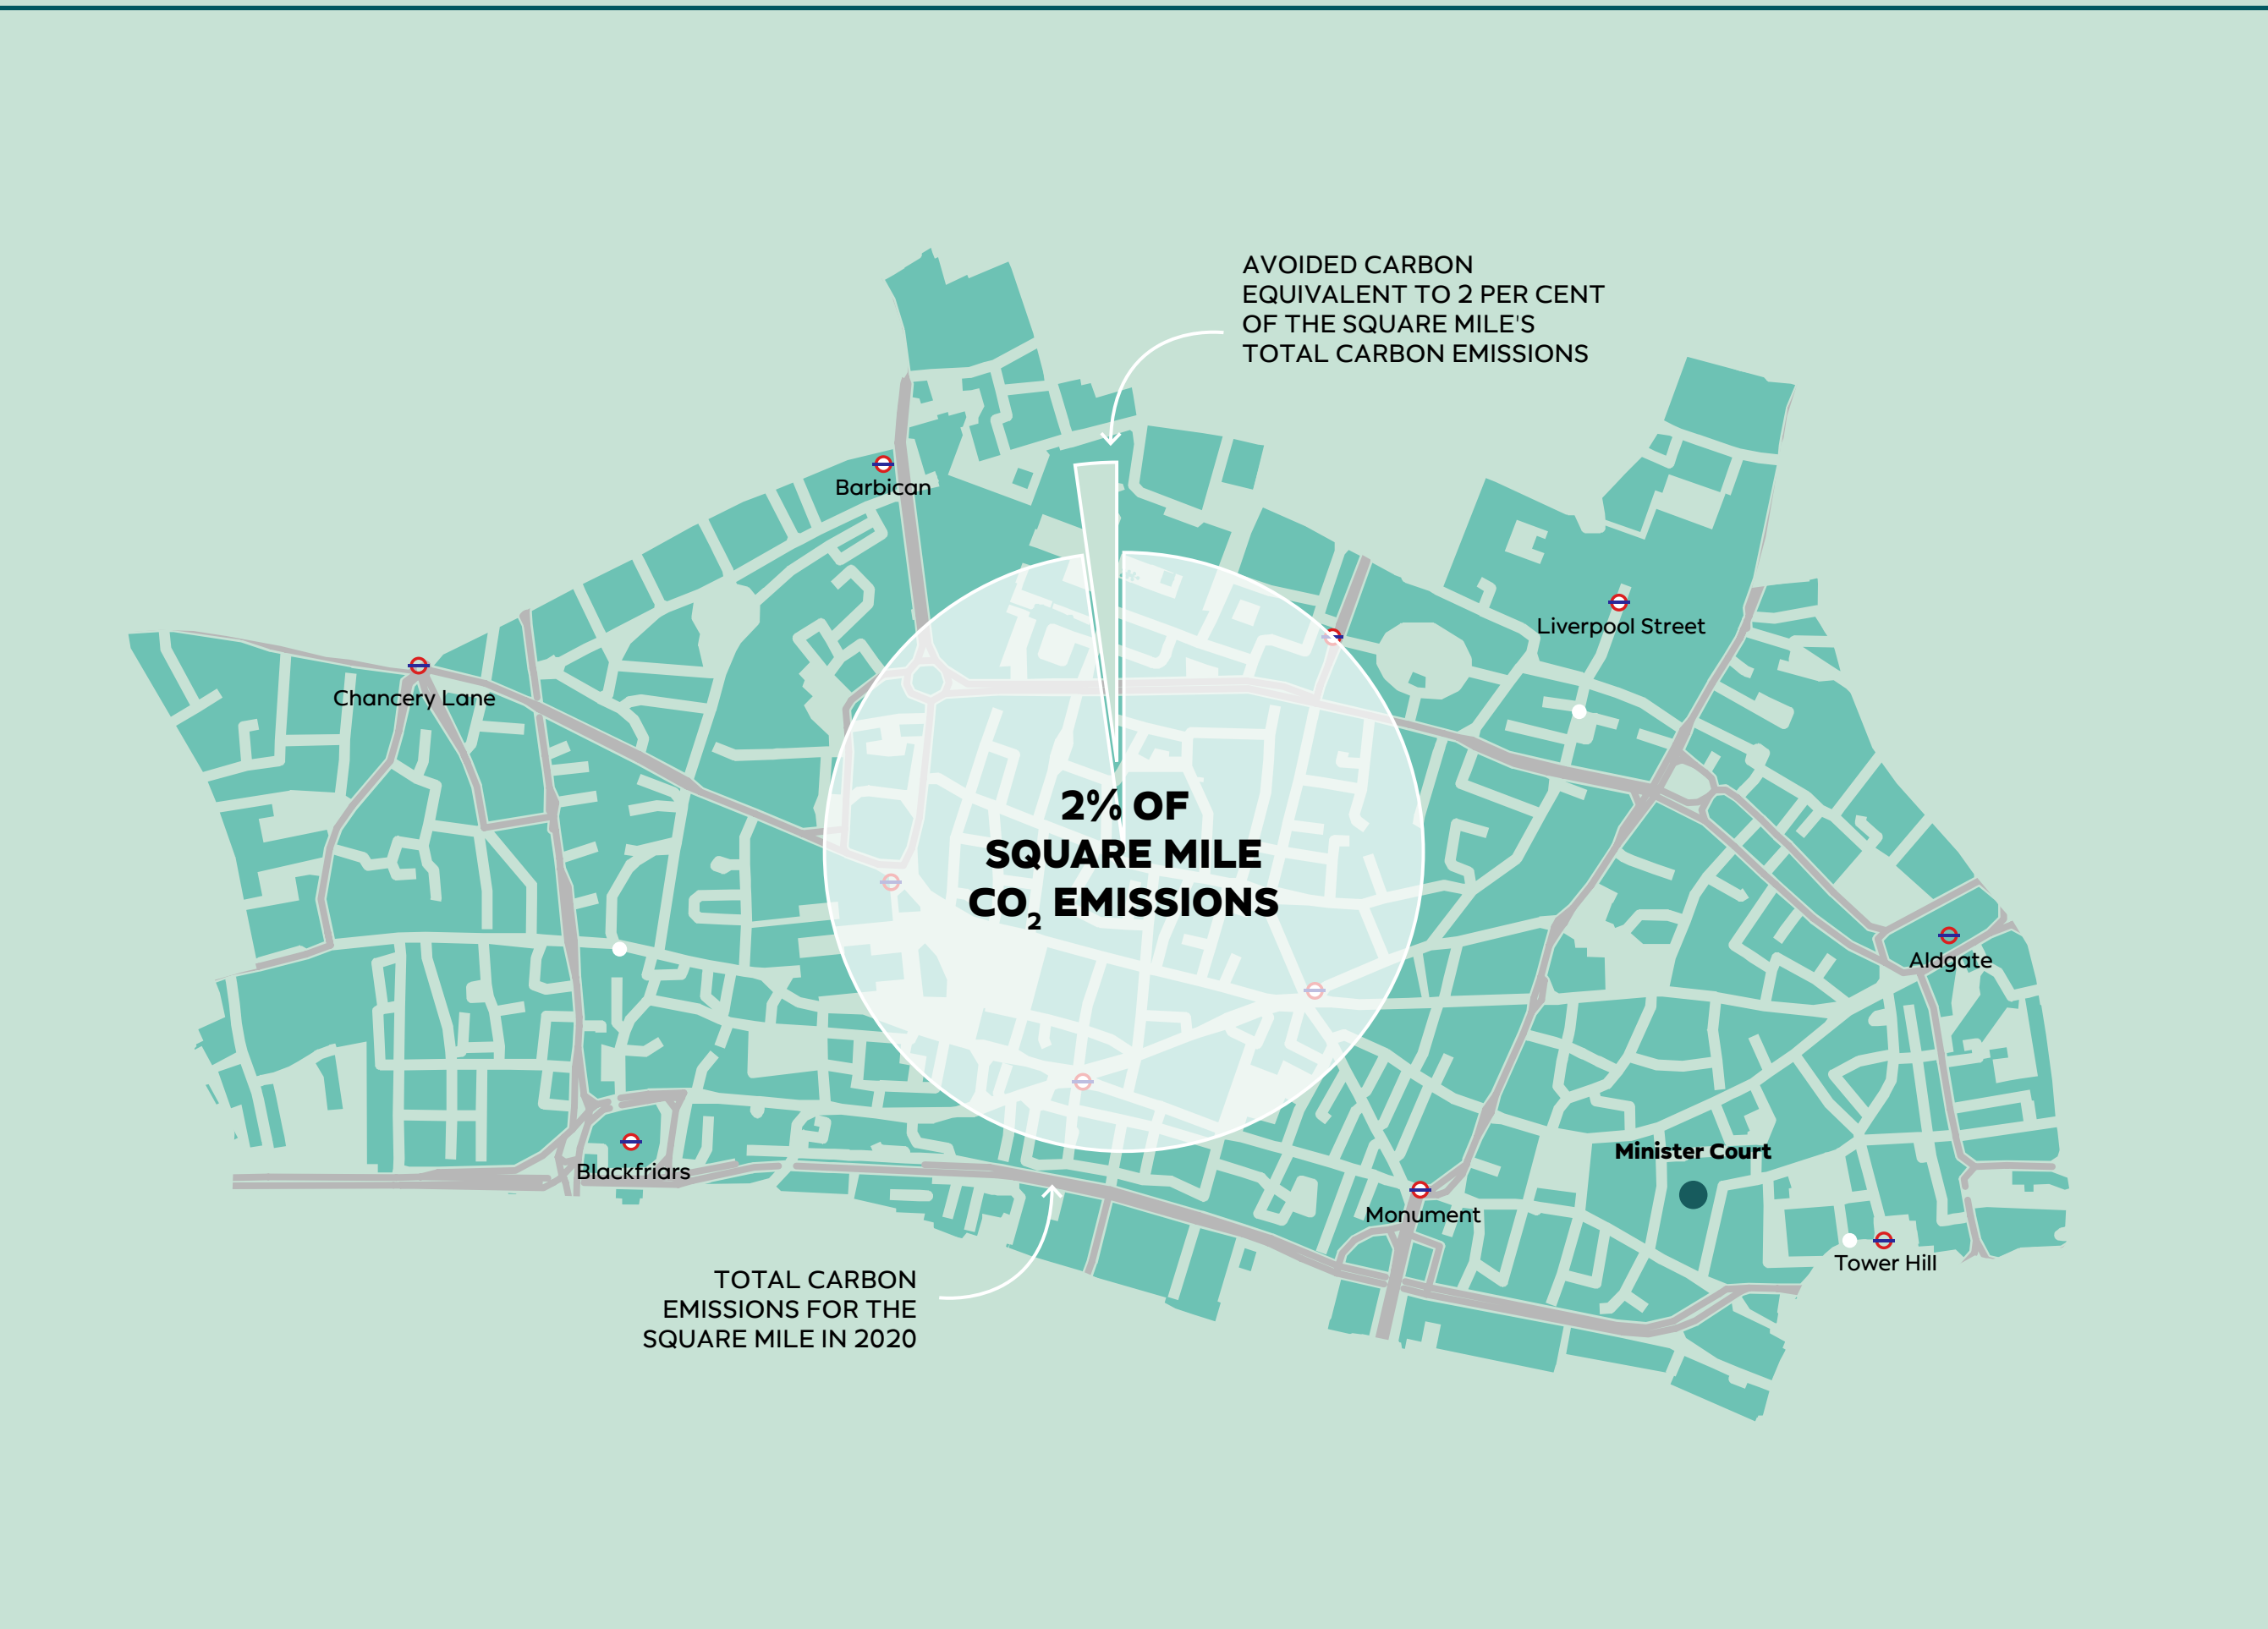 AVOIDED CARBON
EQUIVALENT TO 2 PER CENT
OF THE SQUARE MILE'S
TOTAL CARBON EMISSIONS
Barbican
Liverpool Street
Chancery Lane
2% OF
SQUARE MILE
CO₂ EMISSIONS
Aldgate
Minister Court
Blackfriars
Monument
Tower Hill
TOTAL CARBON
EMISSIONS FOR THE
SQUARE MILE IN 2020